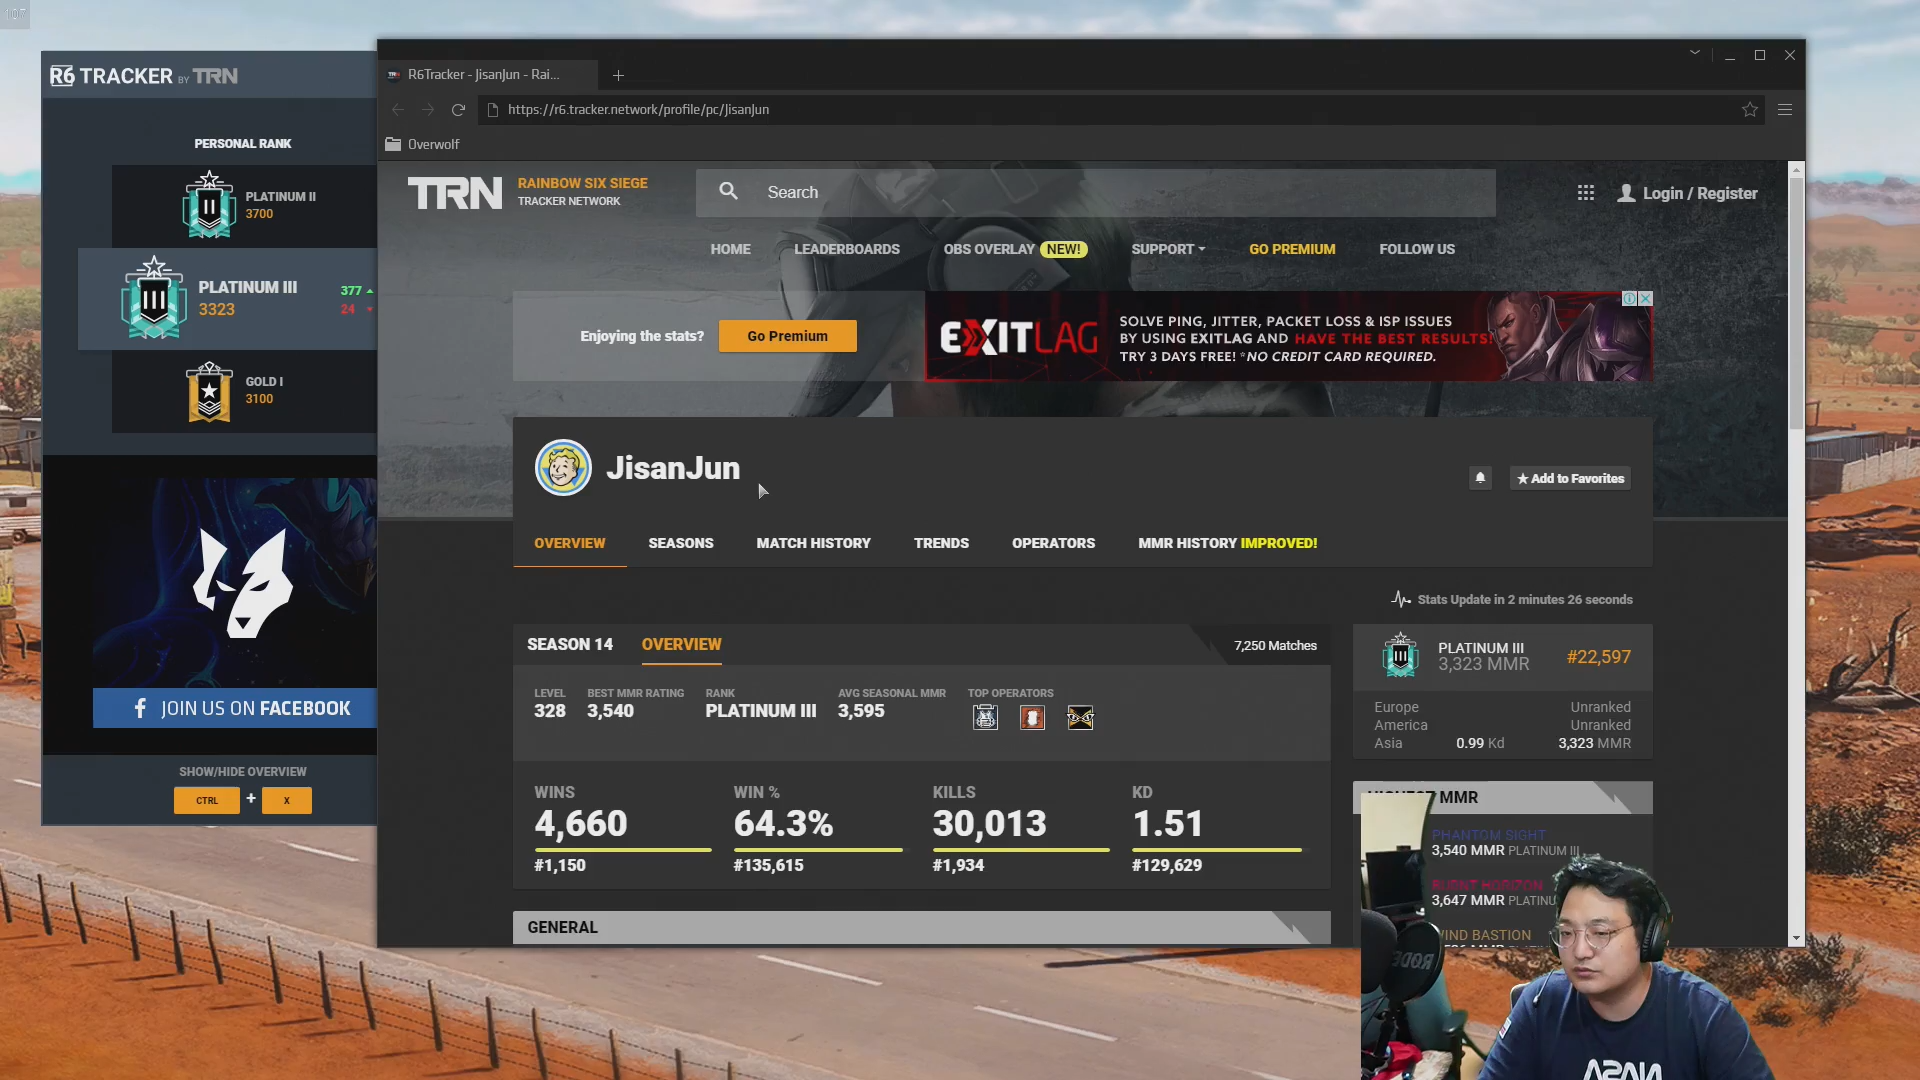 107
R6 TRACKER BY TRN
PERSONAL RANK
PLATINUM II
3700
PLATINUM III
3323
377
24
GOLD I
3100
JOIN US ON FACEBOOK
SHOW/HIDE OVERVIEW
CTRL + X
R6Tracker - JisanJun - Rai...
https://r6.tracker.network/profile/pc/JisanJun
Overwolf
TRN RAINBOW SIX SIEGE
TRACKER NETWORK
Search
Login / Register
HOME LEADERBOARDS OBS OVERLAY NEW! SUPPORT GO PREMIUM FOLLOW US
Enjoying the stats? Go Premium
EXITLAG
SOLVE PING, JITTER, PACKET LOSS & ISP ISSUES
BY USING EXITLAG AND HAVE THE BEST RESULTS!
TRY 3 DAYS FREE! *NO CREDIT CARD REQUIRED.
JisanJun
Add to Favorites
OVERVIEW SEASONS MATCH HISTORY TRENDS OPERATORS MMR HISTORY IMPROVED!
Stats Update in 2 minutes 26 seconds
SEASON 14 OVERVIEW 7,250 Matches
LEVEL BEST MMR RATING RANK AVG SEASONAL MMR TOP OPERATORS
328 3,540 PLATINUM III 3,595
WINS WIN % KILLS KD
4,660 64.3% 30,013 1.51
#1,150 #135,615 #1,934 #129,629
GENERAL
PLATINUM III
3,323 MMR
#22,597
Europe Unranked
America Unranked
Asia 0.99 Kd 3,323 MMR
MMR
PHANTOM SIGHT
3,540 MMR PLATINUM III
BURNT HORIZON
3,647 MMR PLATINU
WIND BASTION
RODE
NASA